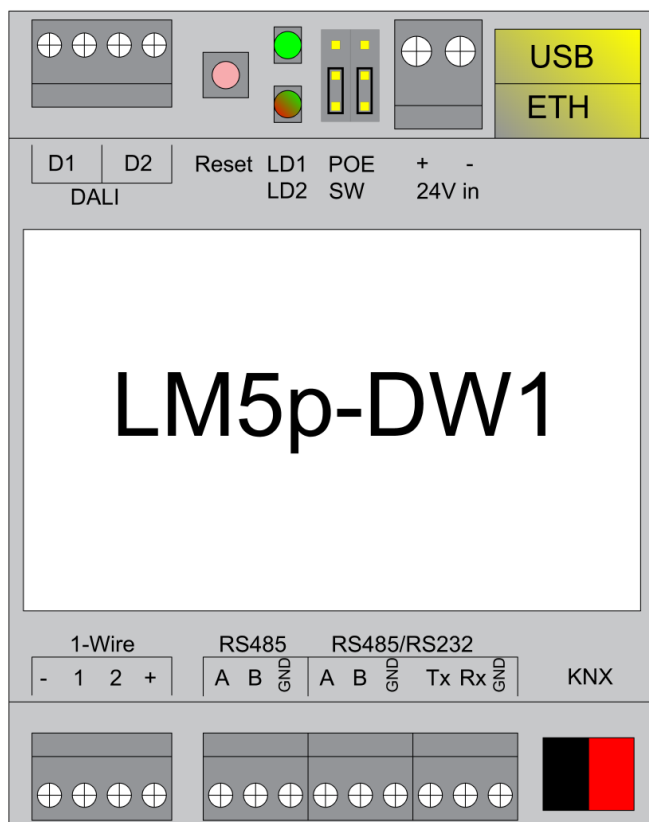 USB
ETH
D1 D2 Reset LD1 POE + -
DALI LD2 SW 24V in
LM5p-DW1
1-Wire RS485 RS485/RS232
- 1 2 + A B GND A B GND Tx Rx GND KNX